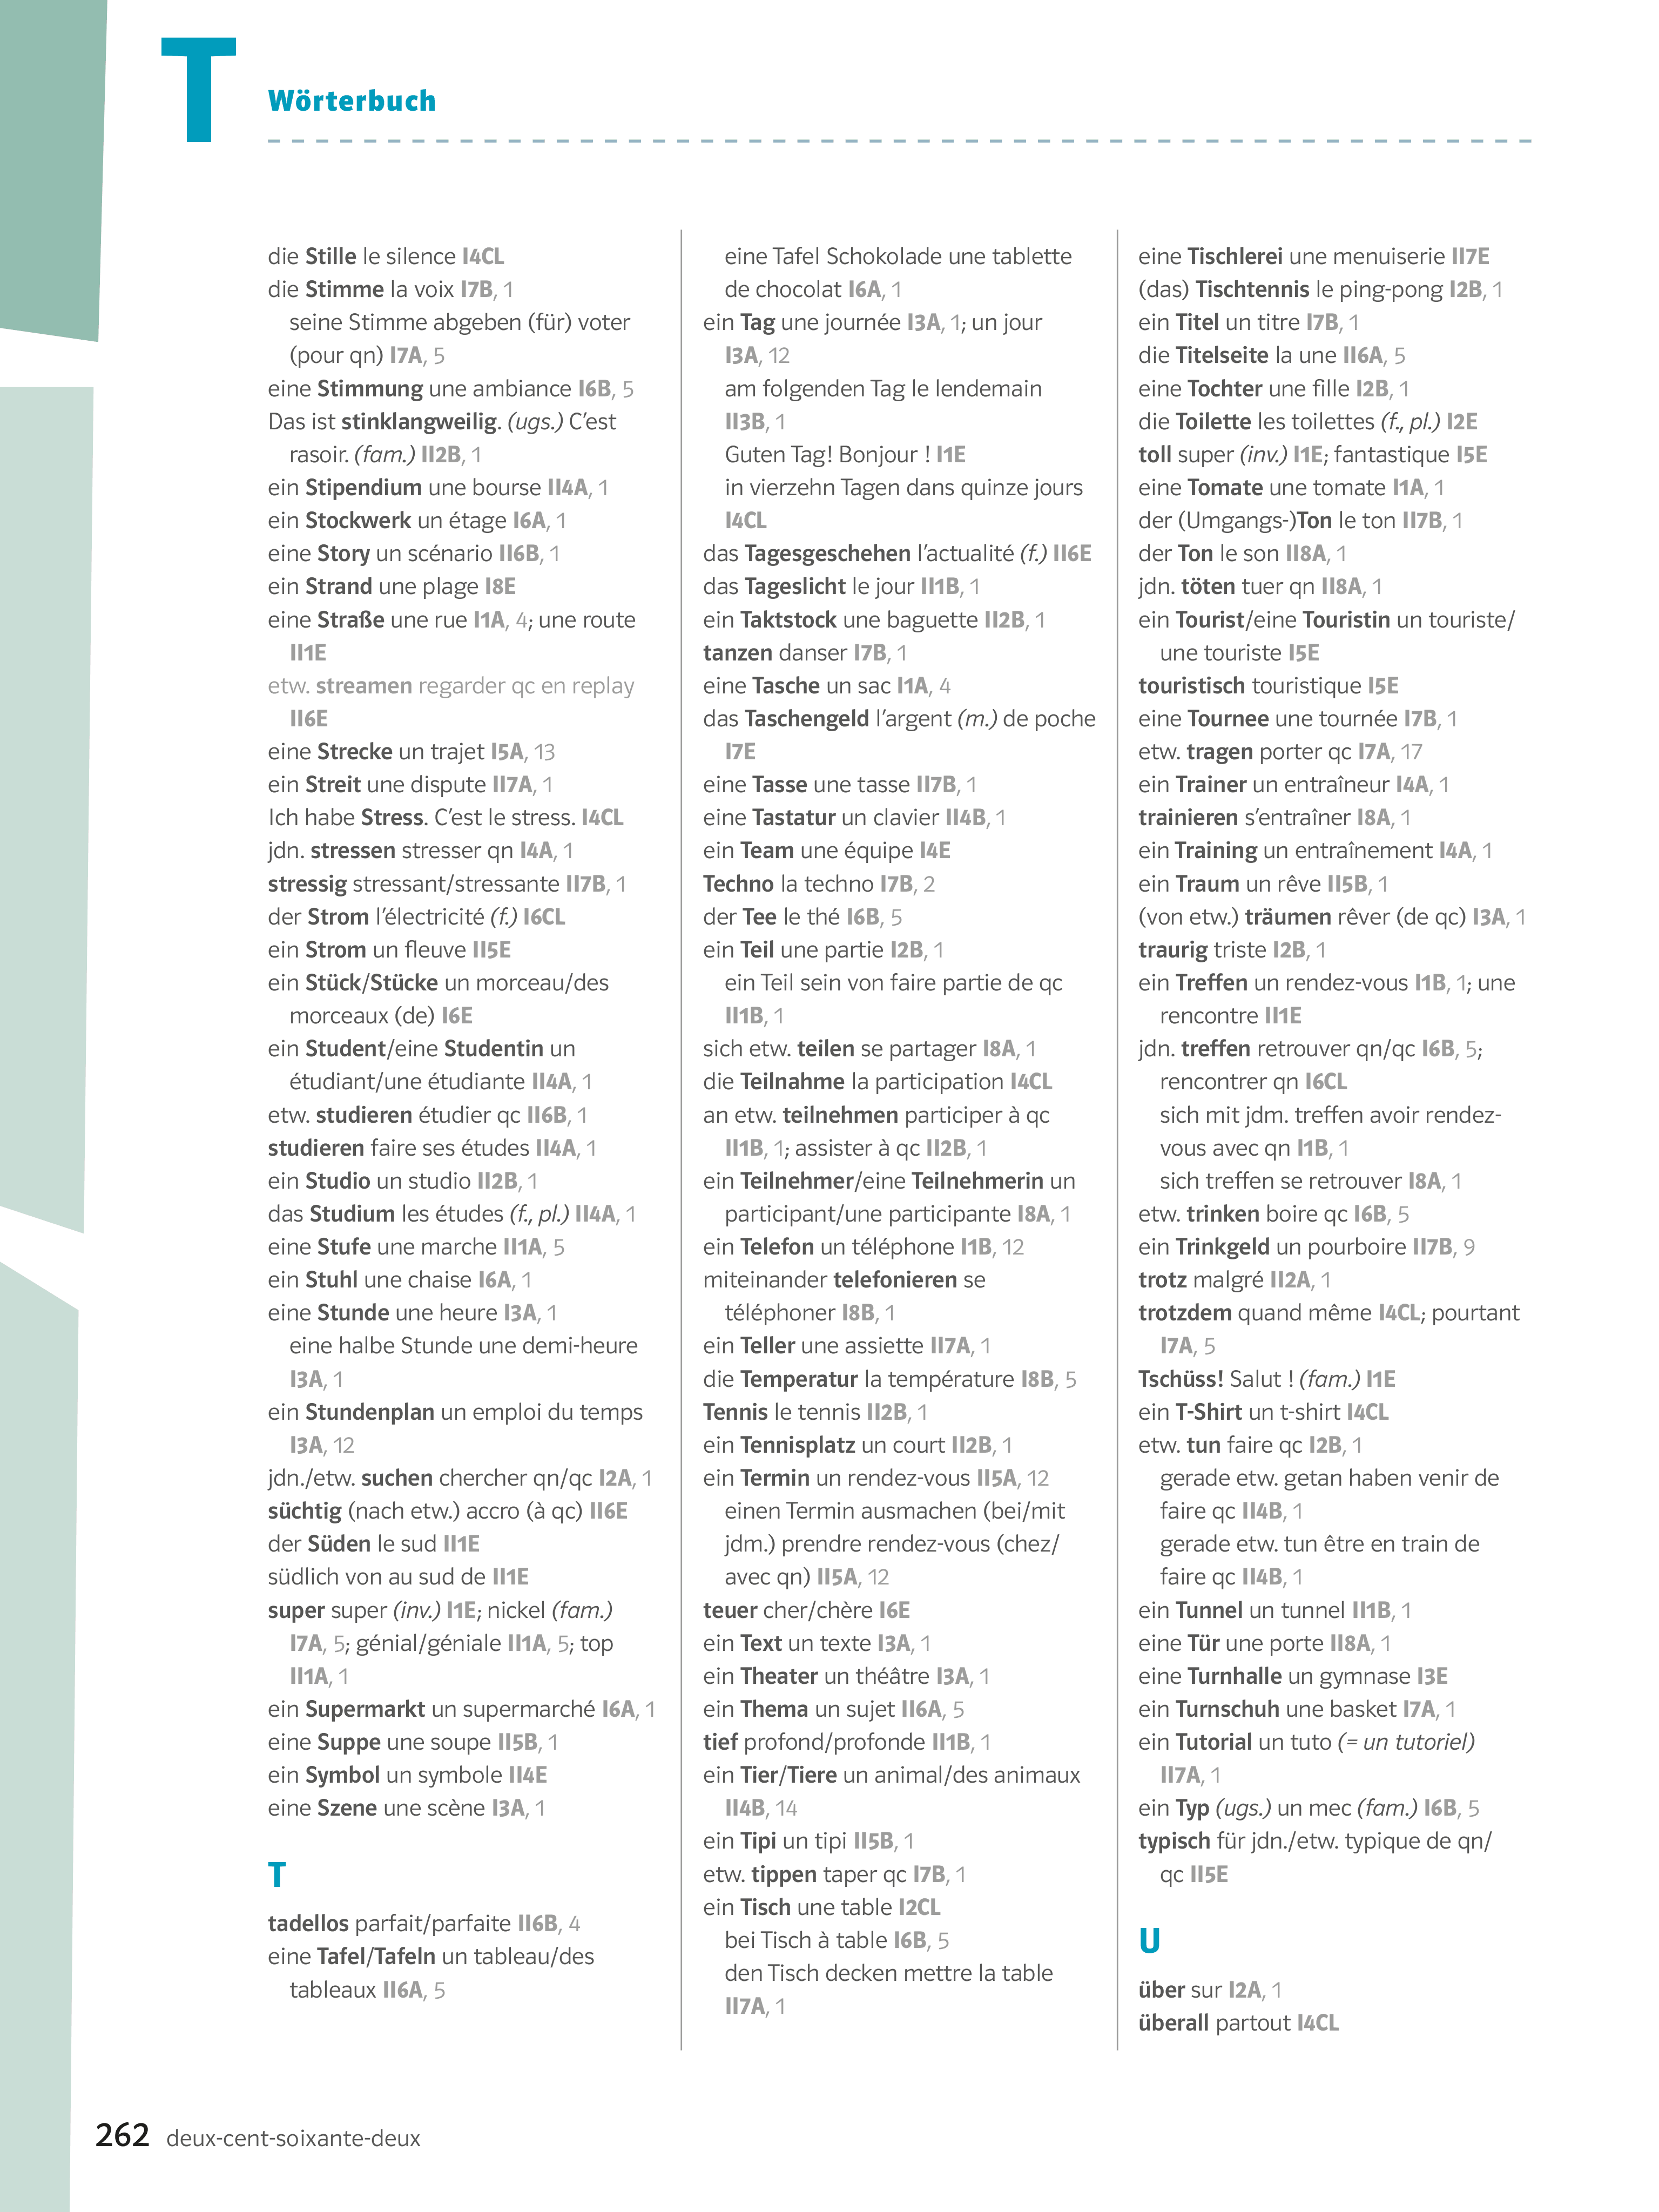 T
Wörterbuch
die Stille le silence I4CL
die Stimme la voix I7B, 1
seine Stimme abgeben (für) voter
(pour qn) I7A, 5
eine Stimmung une ambiance I6B, 5
Das ist stinklangweilig. (ugs.) C’est
rasoir. (fam.) II2B, 1
ein Stipendium une bourse II4A, 1
ein Stockwerk un étage I6A, 1
eine Story un scénario II6B, 1
ein Strand une plage I8E
eine Straße une rue I1A, 4; une route
II1E
etw. streamen regarder qc en replay
II6E
eine Strecke un trajet I5A, 13
ein Streit une dispute II7A, 1
Ich habe Stress. C’est le stress. I4CL
jdn. stressen stresser qn I4A, 1
stressig stressant/stressante II7B, 1
der Strom l’électricité (f.) I6CL
ein Strom un fleuve II5E
ein Stück/Stücke un morceau/des
morceaux (de) I6E
ein Student/eine Studentin un
étudiant/une étudiante II4A, 1
etw. studieren étudier qc II6B, 1
studieren faire ses études II4A, 1
ein Studio un studio II2B, 1
das Studium les études (f., pl.) II4A, 1
eine Stufe une marche II1A, 5
ein Stuhl une chaise I6A, 1
eine Stunde une heure I3A, 1
eine halbe Stunde une demi-heure
I3A, 1
ein Stundenplan un emploi du temps
I3A, 12
jdn./etw. suchen chercher qn/qc I2A, 1
süchtig (nach etw.) accro (à qc) II6E
der Süden le sud II1E
südlich von au sud de II1E
super super (inv.) I1E; nickel (fam.)
I7A, 5; génial/géniale II1A, 5; top
II1A, 1
ein Supermarkt un supermarché I6A, 1
eine Suppe une soupe II5B, 1
ein Symbol un symbole II4E
eine Szene une scène I3A, 1
T
tadellos parfait/parfaite II6B, 4
eine Tafel/Tafeln un tableau/des
tableaux II6A, 5
eine Tafel Schokolade une tablette
de chocolat I6A, 1
ein Tag une journée I3A, 1; un jour
I3A, 12
am folgenden Tag le lendemain
II3B, 1
Guten Tag! Bonjour ! I1E
in vierzehn Tagen dans quinze jours
I4CL
das Tagesgeschehen l’actualité (f.) II6E
das Tageslicht le jour II1B, 1
ein Taktstock une baguette II2B, 1
tanzen danser I7B, 1
eine Tasche un sac I1A, 4
das Taschengeld l’argent (m.) de poche
I7E
eine Tasse une tasse II7B, 1
eine Tastatur un clavier II4B, 1
ein Team une équipe I4E
Techno la techno I7B, 2
der Tee le thé I6B, 5
ein Teil une partie I2B, 1
ein Teil sein von faire partie de qc
II1B, 1
sich etw. teilen se partager I8A, 1
die Teilnahme la participation I4CL
an etw. teilnehmen participer à qc
II1B, 1; assister à qc II2B, 1
ein Teilnehmer/eine Teilnehmerin un
participant/une participante I8A, 1
ein Telefon un téléphone I1B, 12
miteinander telefonieren se
téléphoner I8B, 1
ein Teller une assiette II7A, 1
die Temperatur la température I8B, 5
Tennis le tennis II2B, 1
ein Tennisplatz un court II2B, 1
ein Termin un rendez-vous II5A, 12
einen Termin ausmachen (bei/mit
jdm.) prendre rendez-vous (chez/
avec qn) II5A, 12
teuer cher/chère I6E
ein Text un texte I3A, 1
ein Theater un théâtre I3A, 1
ein Thema un sujet II6A, 5
tief profond/profonde II1B, 1
ein Tier/Tiere un animal/des animaux
II4B, 14
ein Tipi un tipi II5B, 1
etw. tippen taper qc I7B, 1
ein Tisch une table I2CL
bei Tisch à table I6B, 5
den Tisch decken mettre la table
II7A, 1
eine Tischlerei une menuiserie II7E
(das) Tischtennis le ping-pong I2B, 1
ein Titel un titre I7B, 1
die Titelseite la une II6A, 5
eine Tochter une fille I2B, 1
die Toilette les toilettes (f., pl.) I2E
toll super (inv.) I1E; fantastique I5E
eine Tomate une tomate I1A, 1
der (Umgangs-)Ton le ton II7B, 1
der Ton le son II8A, 1
jdn. töten tuer qn II8A, 1
ein Tourist/eine Touristin un touriste/
une touriste I5E
touristisch touristique I5E
eine Tournee une tournée I7B, 1
etw. tragen porter qc I7A, 17
ein Trainer un entraîneur I4A, 1
trainieren s’entraîner I8A, 1
ein Training un entraînement I4A, 1
ein Traum un rêve II5B, 1
(von etw.) träumen rêver (de qc) I3A, 1
traurig triste I2B, 1
ein Treffen un rendez-vous I1B, 1; une
rencontre II1E
jdn. treffen retrouver qn/qc I6B, 5;
rencontrer qn I6CL
sich mit jdm. treffen avoir rendez-
vous avec qn I1B, 1
sich treffen se retrouver I8A, 1
etw. trinken boire qc I6B, 5
ein Trinkgeld un pourboire II7B, 9
trotz malgré II2A, 1
trotzdem quand même I4CL; pourtant
I7A, 5
Tschüss! Salut ! (fam.) I1E
ein T-Shirt un t-shirt I4CL
etw. tun faire qc I2B, 1
gerade etw. getan haben venir de
faire qc II4B, 1
gerade etw. tun être en train de
faire qc II4B, 1
ein Tunnel un tunnel II1B, 1
eine Tür une porte II8A, 1
eine Turnhalle un gymnase I3E
ein Turnschuh une basket I7A, 1
ein Tutorial un tuto (= un tutoriel)
II7A, 1
ein Typ (ugs.) un mec (fam.) I6B, 5
typisch für jdn./etw. typique de qn/
qc II5E
U
über sur I2A, 1
überall partout I4CL
262 deux-cent-soixante-deux